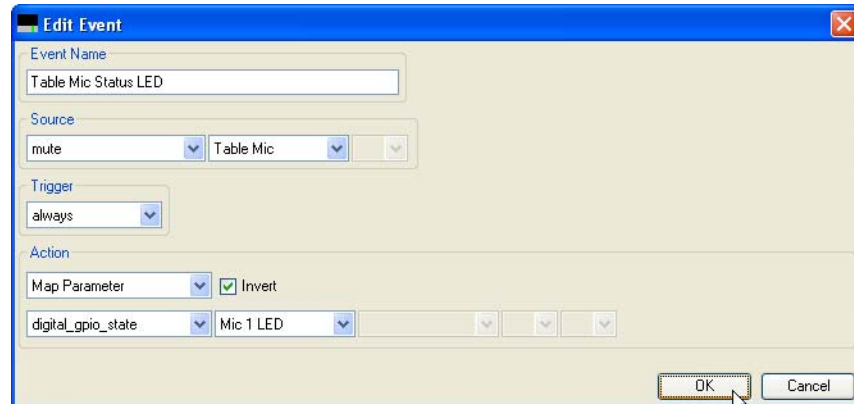 Edit Event
Event Name
Table Mic Status LED
Source
mute Table Mic
Trigger
always
Action
Map Parameter Invert
digital_gpio_state Mic 1 LED
OK Cancel